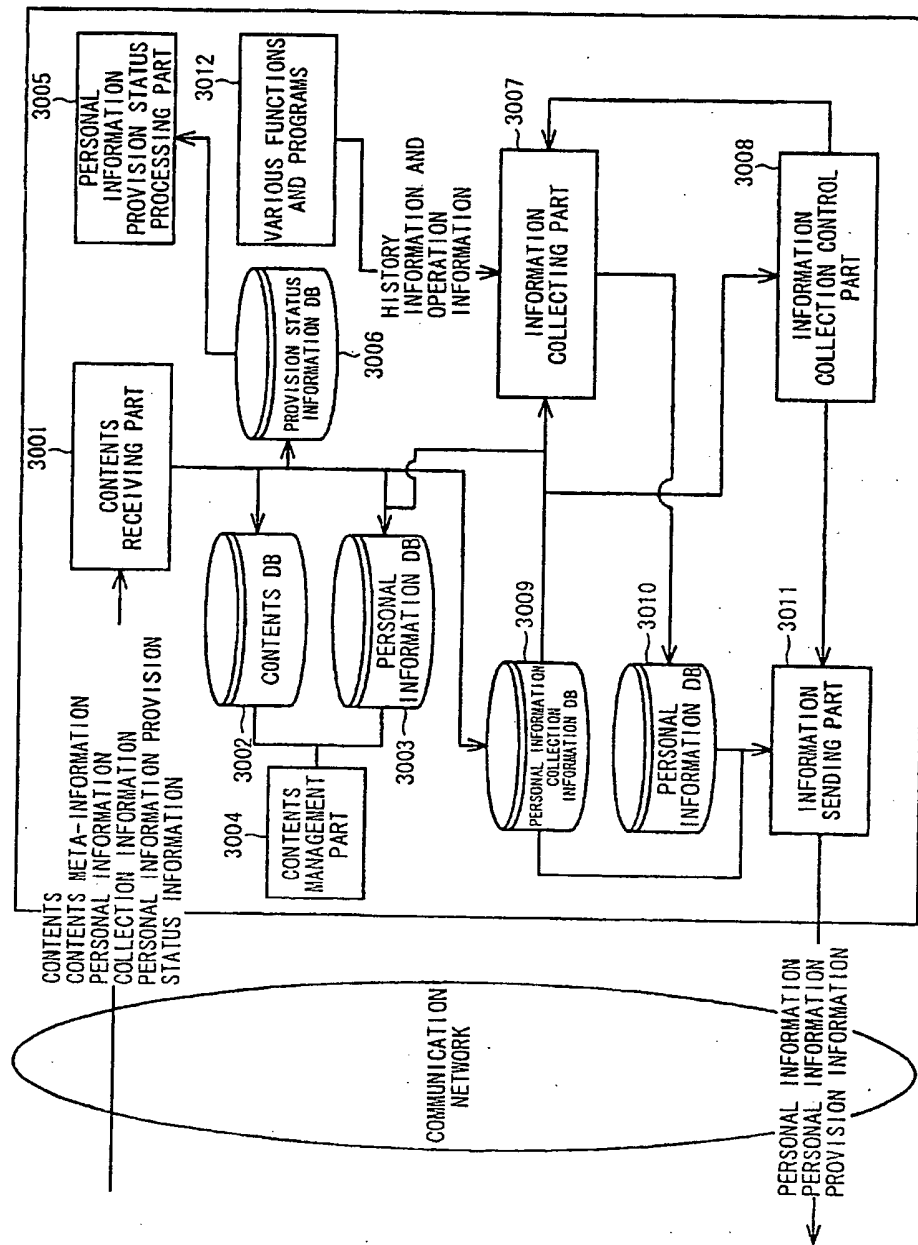 CONTENTS
CONTENTS META-INFORMATION
PERSONAL INFORMATION
COLLECTION INFORMATION
PERSONAL INFORMATION PROVISION
STATUS INFORMATION
COMMUNICATION
NETWORK
PERSONAL INFORMATION
PERSONAL INFORMATION
PROVISION INFORMATION
3001
CONTENTS
RECEIVING PART
3005
PERSONAL
INFORMATION
PROVISION STATUS
PROCESSING PART
3002
CONTENTS DB
PROVISION STATUS
INFORMATION DB
3006
3012
VARIOUS FUNCTIONS
AND PROGRAMS
3004
CONTENTS
MANAGEMENT
PART
PERSONAL
INFORMATION DB
3003
HISTORY
INFORMATION AND
OPERATION
INFORMATION
3009
PERSONAL INFORMATION
COLLECTION
INFORMATION DB
3007
INFORMATION
COLLECTING PART
3010
PERSONAL
INFORMATION DB
3011
INFORMATION
SENDING PART
3008
INFORMATION
COLLECTION CONTROL
PART